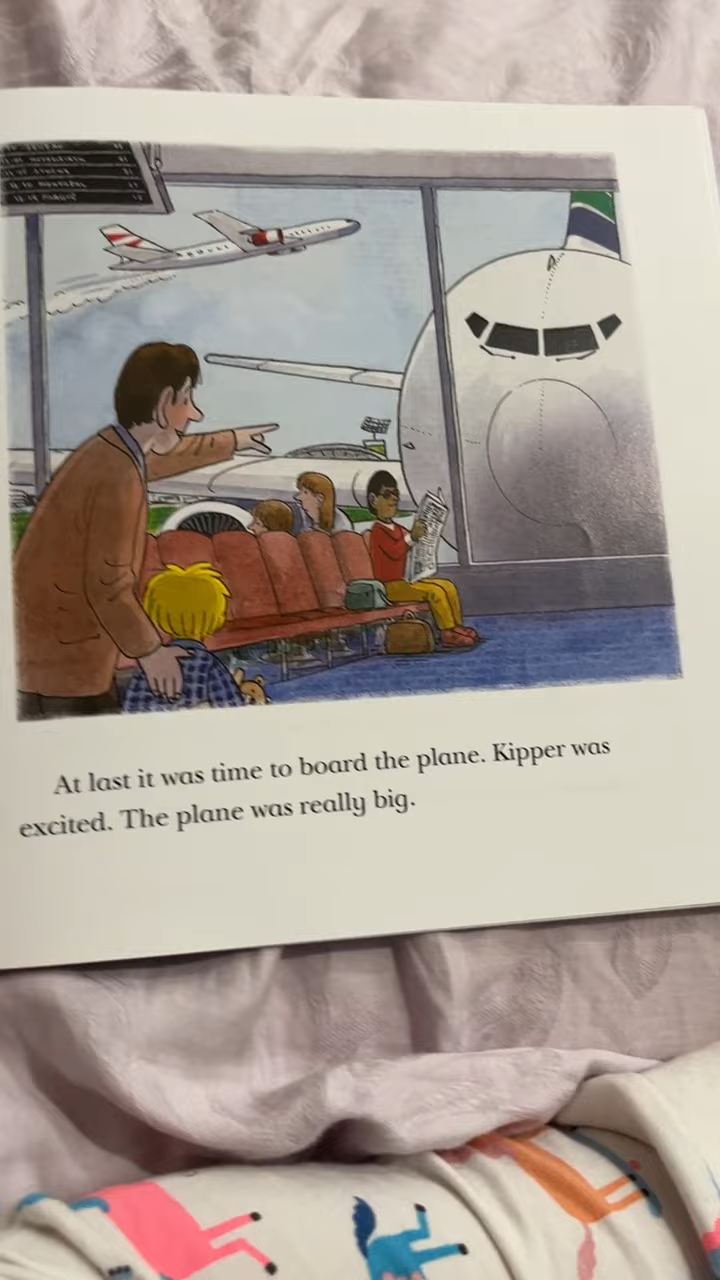 At last it was time to board the plane. Kipper was
excited. The plane was really big.